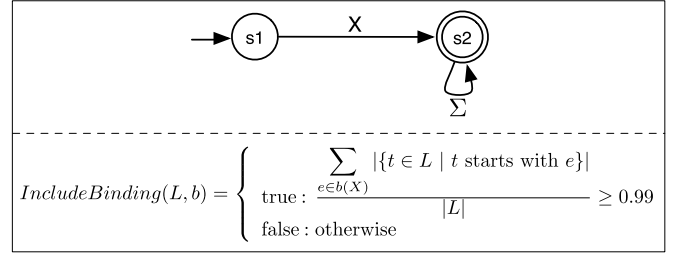 X
s1
s2
Σ
IncludeBinding(L, b) = { true : ∑_{e∈b(X)} |{t ∈ L | t starts with e}| / |L| ≥ 0.99
false : otherwise